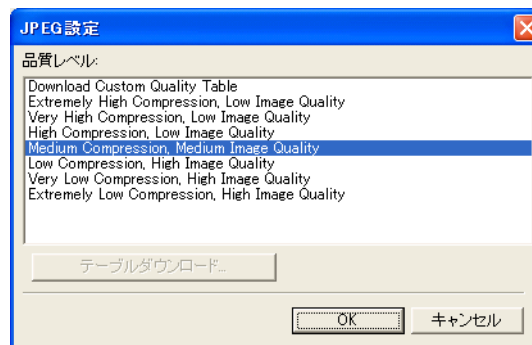 JPEG設定
品質レベル:
Download Custom Quality Table
Extremely High Compression, Low Image Quality
Very High Compression, Low Image Quality
High Compression, Low Image Quality
Medium Compression, Medium Image Quality
Low Compression, High Image Quality
Very Low Compression, High Image Quality
Extremely Low Compression, High Image Quality
テーブルダウンロード...
OK
キャンセル